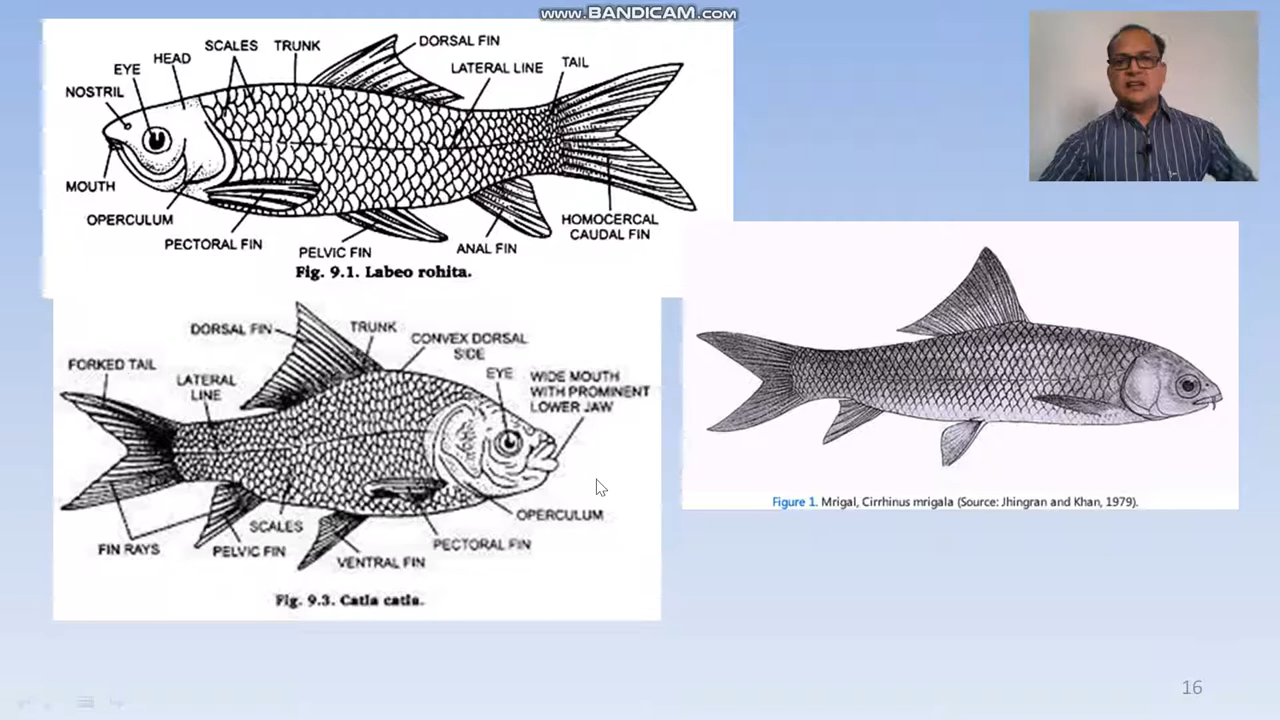 www.BANDICAM.com
SCALES
TRUNK
DORSAL FIN
HEAD
LATERAL LINE
TAIL
EYE
NOSTRIL
MOUTH
OPERCULUM
PECTORAL FIN
PELVIC FIN
ANAL FIN
HOMOCERCAL
CAUDAL FIN
Fig. 9.1. Labeo rohita.
DORSAL FIN
TRUNK
CONVEX DORSAL
SIDE
FORKED TAIL
LATERAL
LINE
EYE
WIDE MOUTH
WITH PROMINENT
LOWER JAW
OPERCULUM
SCALES
PECTORAL FIN
FIN RAYS
PELVIC FIN
VENTRAL FIN
Fig. 9.3. Catla catla.
Figure 1. Mrigal, Cirrhinus mrigala (Source: Jhingran and Khan, 1979).
16